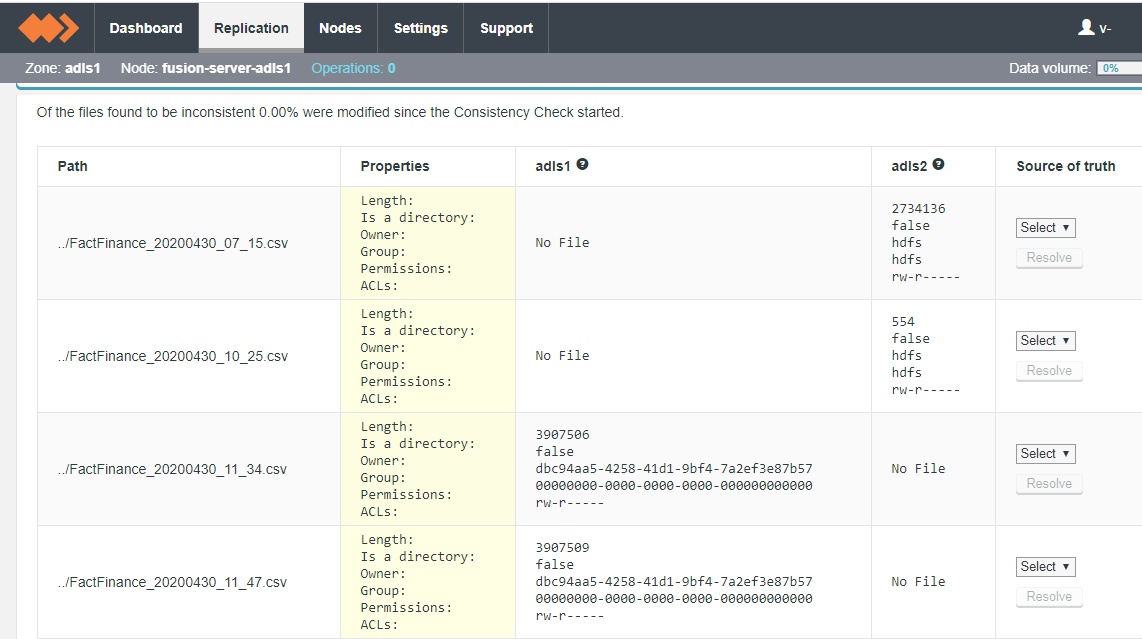 Dashboard Replication Nodes Settings Support v-
Zone: adls1 Node: fusion-server-adls1 Operations: 0 Data volume: 0%
Of the files found to be inconsistent 0.00% were modified since the Consistency Check started.
Path Properties adls1 ? adls2 ? Source of truth
../FactFinance_20200430_07_15.csv
Length:
Is a directory:
Owner:
Group:
Permissions:
ACLs:
No File
2734136
false
hdfs
hdfs
rw-r-----
Select ▼
Resolve
../FactFinance_20200430_10_25.csv
Length:
Is a directory:
Owner:
Group:
Permissions:
ACLs:
No File
554
false
hdfs
hdfs
rw-r-----
Select ▼
Resolve
../FactFinance_20200430_11_34.csv
Length:
Is a directory:
Owner:
Group:
Permissions:
ACLs:
3907506
false
dbc94aa5-4258-41d1-9bf4-7a2ef3e87b57
00000000-0000-0000-0000-000000000000
rw-r-----
No File
Select ▼
Resolve
../FactFinance_20200430_11_47.csv
Length:
Is a directory:
Owner:
Group:
Permissions:
ACLs:
3907509
false
dbc94aa5-4258-41d1-9bf4-7a2ef3e87b57
00000000-0000-0000-0000-000000000000
rw-r-----
No File
Select ▼
Resolve